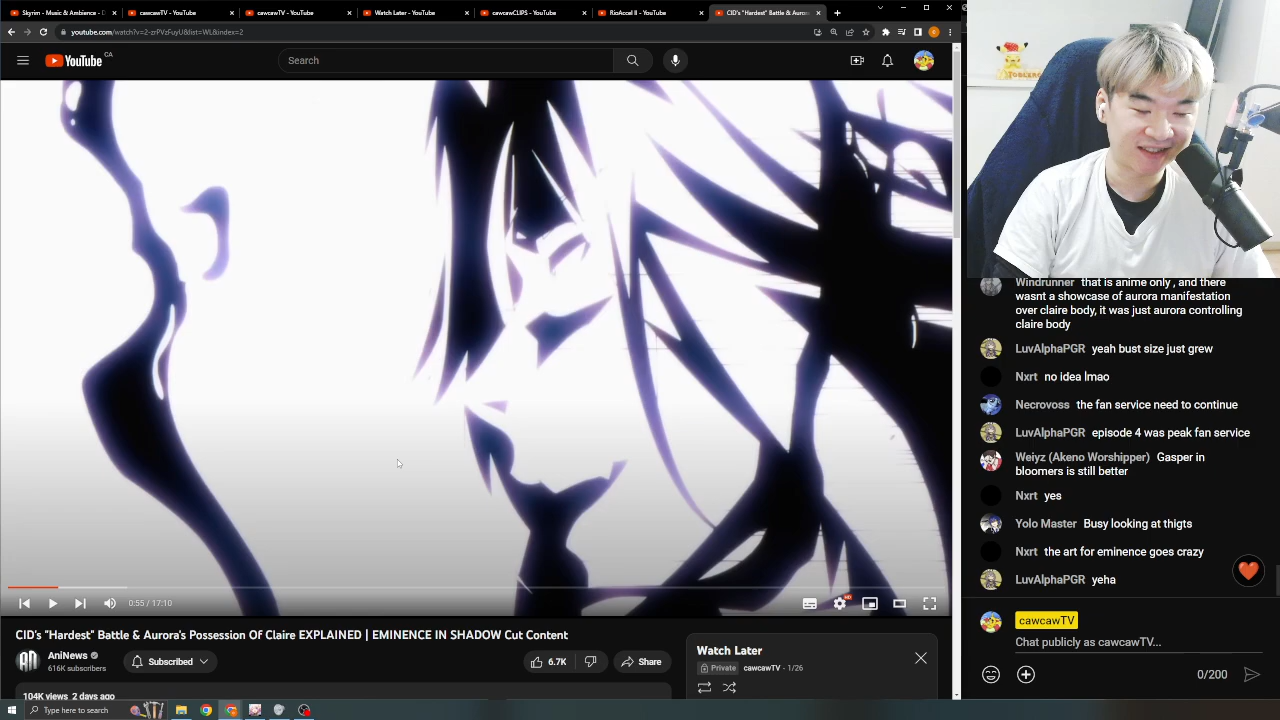 Skyrim - Music & Ambience - D
cawcawTV - YouTube
cawcawTV - YouTube
Watch Later - YouTube
cawcawCLIPS - YouTube
RioAccel II - YouTube
CID's "Hardest" Battle & Aurora
youtube.com/watch?v=2-zrPVzFuyU&list=WL&index=2
YouTube CA
Search
TOBLERO
Windrunner that is anime only , and there
wasnt a showcase of aurora manifestation
over claire body, it was just aurora controlling
claire body
LuvAlphaPGR yeah bust size just grew
Nxrt no idea lmao
Necrovoss the fan service need to continue
LuvAlphaPGR episode 4 was peak fan service
Weiyz (Akeno Worshipper) Gasper in
bloomers is still better
Nxrt yes
Yolo Master Busy looking at thigts
Nxrt the art for eminence goes crazy
LuvAlphaPGR yeha
cawcawTV
Chat publicly as cawcawTV...
0/200
0:55 / 17:10
HD
CID's "Hardest" Battle & Aurora's Possession Of Claire EXPLAINED | EMINENCE IN SHADOW Cut Content
AniNews
616K subscribers
Subscribed
6.7K
Share
104K views 2 days ago
Watch Later
Private cawcawTV - 1/26
Type here to search